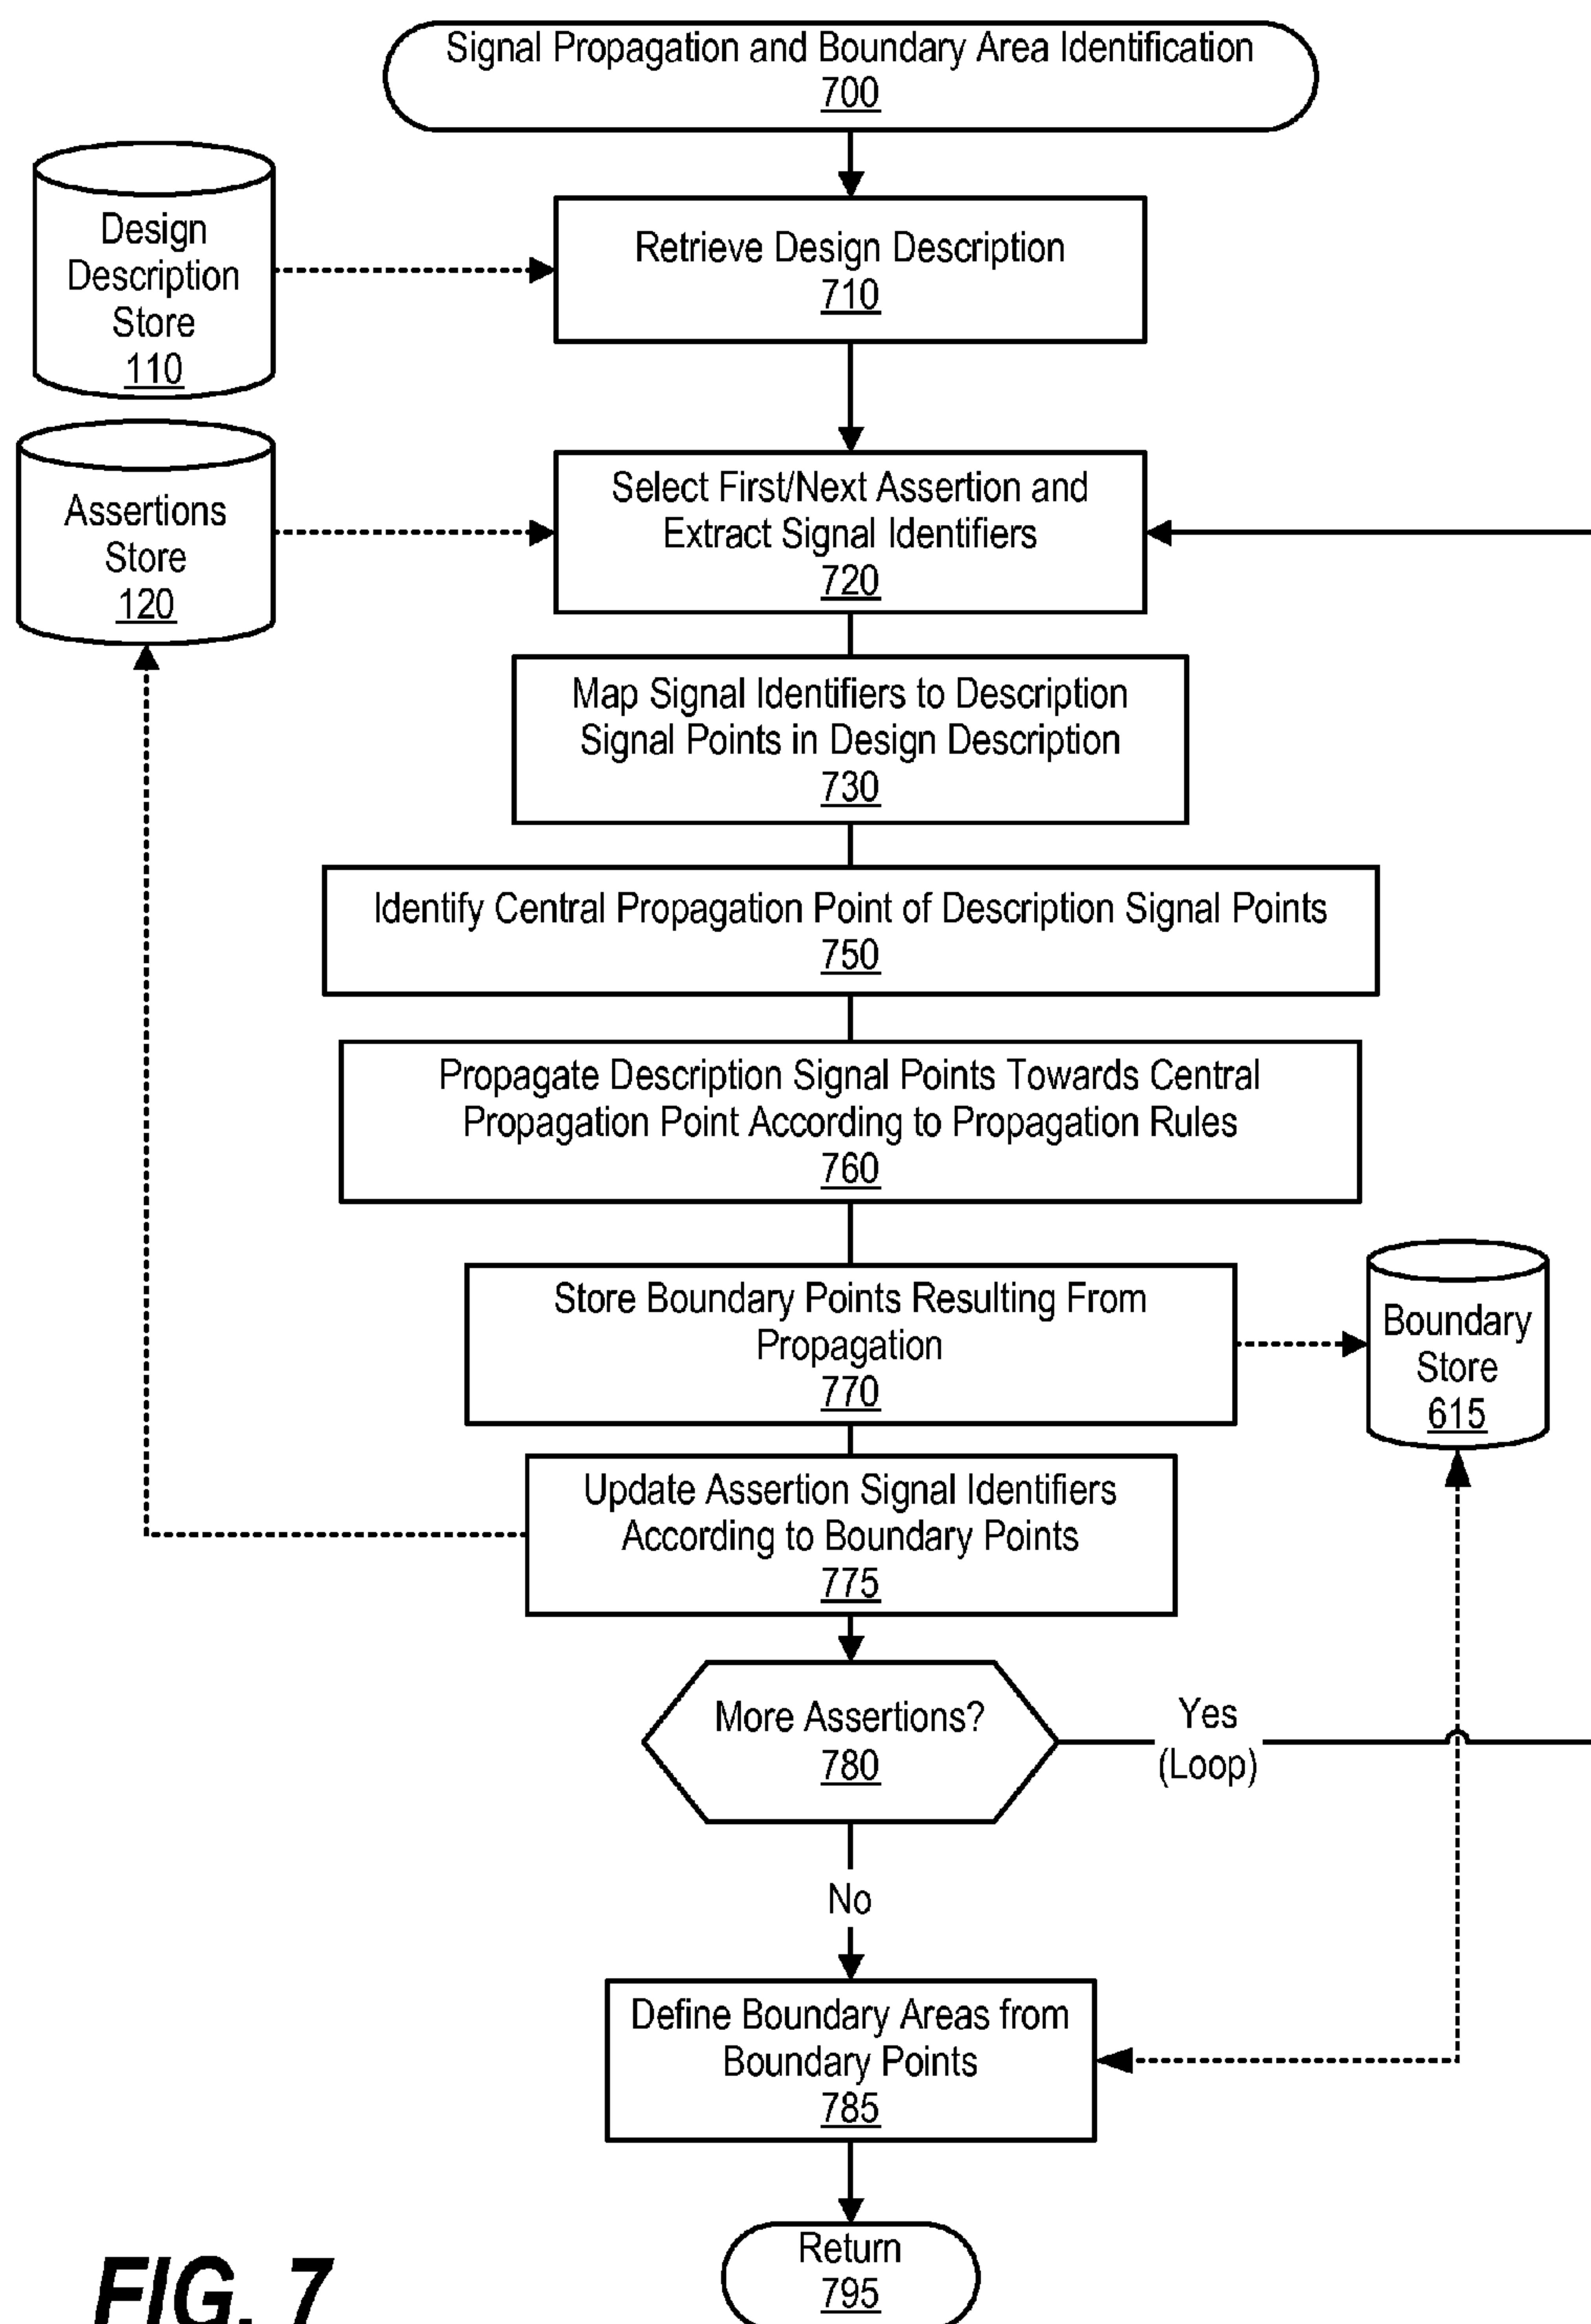 Signal Propagation and Boundary Area Identification
700
Design
Description
Store
110
Retrieve Design Description
710
Assertions
Store
120
Select First/Next Assertion and
Extract Signal Identifiers
720
Map Signal Identifiers to Description
Signal Points in Design Description
730
Identify Central Propagation Point of Description Signal Points
750
Propagate Description Signal Points Towards Central
Propagation Point According to Propagation Rules
760
Store Boundary Points Resulting From
Propagation
770
Boundary
Store
615
Update Assertion Signal Identifiers
According to Boundary Points
775
More Assertions?
780
Yes
(Loop)
No
Define Boundary Areas from
Boundary Points
785
Return
795
FIG. 7